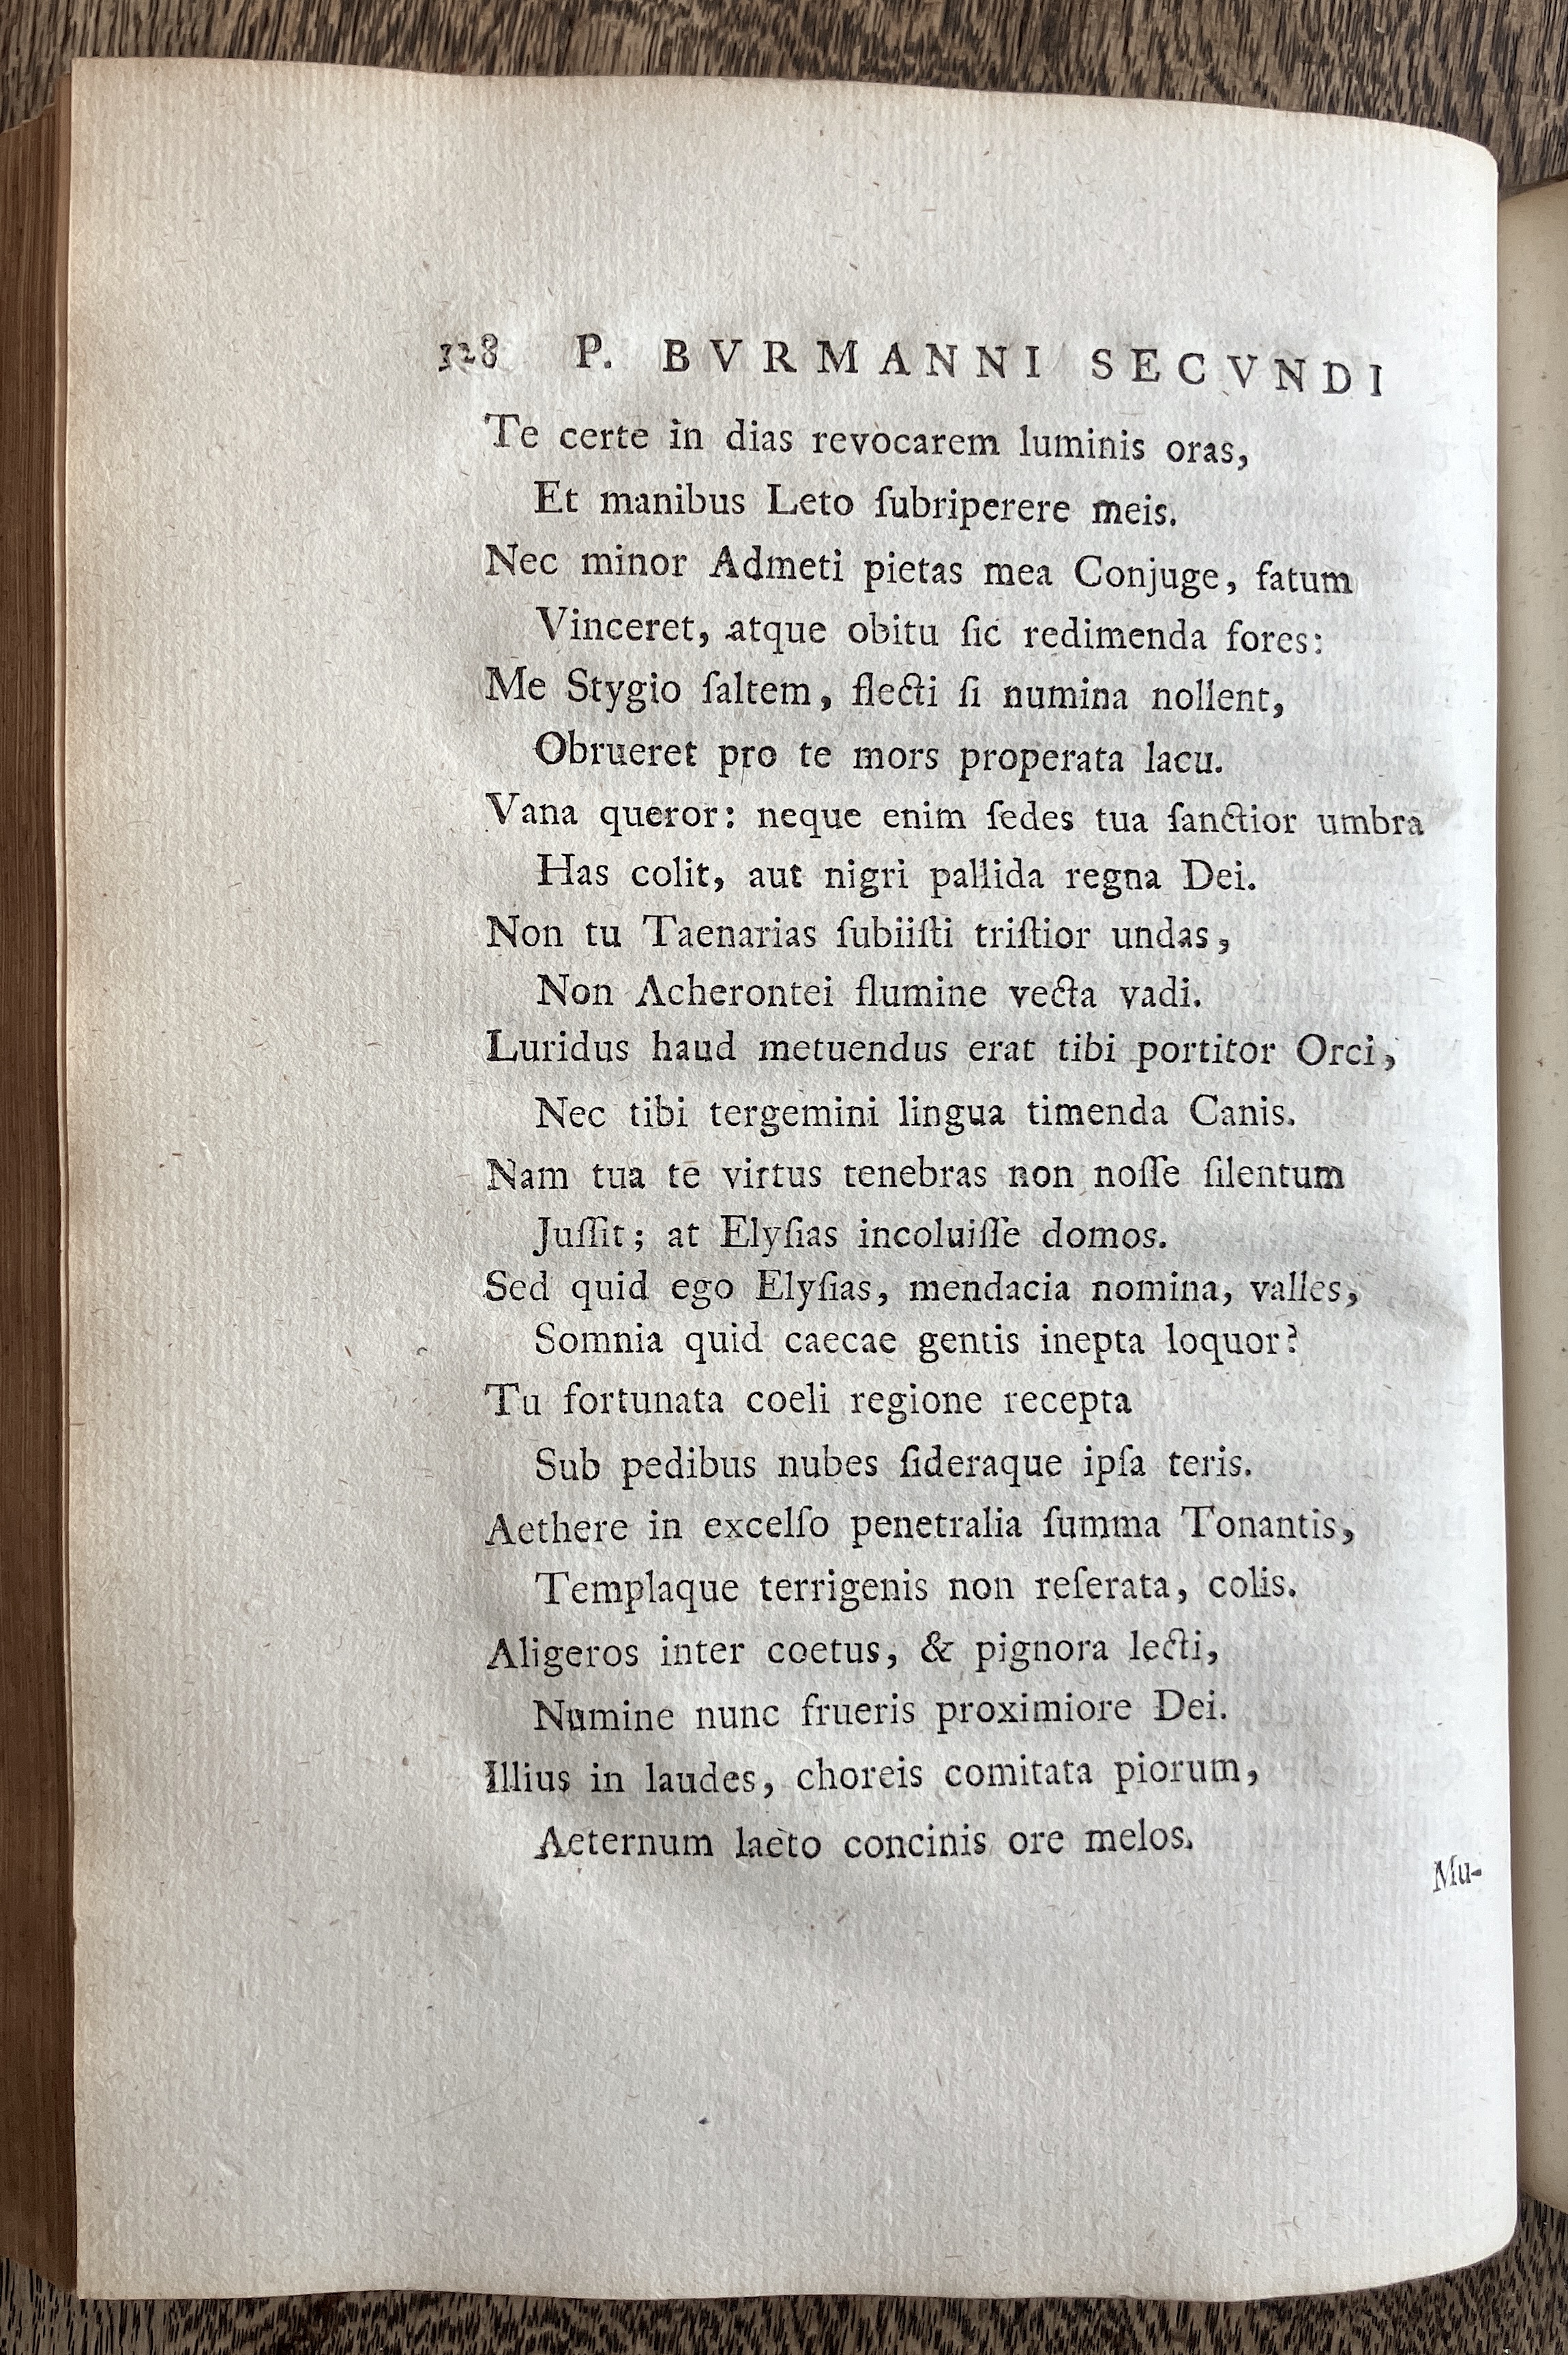 328 P. BVRMANNI SECVNDI
Te certe in dias revocarem luminis oras,
Et manibus Leto ſubriperere meis.
Nec minor Admeti pietas mea Conjuge, fatum
Vinceret, atque obitu ſic redimenda fores:
Me Stygio ſaltem, flecti ſi numina nollent,
Obrueret pro te mors properata lacu.
Vana queror: neque enim ſedes tua ſanctior umbra
Has colit, aut nigri pallida regna Dei.
Non tu Taenarias ſubiiſti triſtior undas,
Non Acherontei flumine vecta vadi.
Luridus haud metuendus erat tibi portitor Orci,
Nec tibi tergemini lingua timenda Canis.
Nam tua te virtus tenebras non noſſe ſilentum
Juſſit; at Elyſias incoluiſſe domos.
Sed quid ego Elyſias, mendacia nomina, valles,
Somnia quid caecae gentis inepta loquor?
Tu fortunata coeli regione recepta
Sub pedibus nubes ſideraque ipſa teris.
Aethere in excelſo penetralia ſumma Tonantis,
Templaque terrigenis non reſerata, colis.
Aligeros inter coetus, & pignora lecti,
Numine nunc frueris proximiore Dei.
Illius in laudes, choreis comitata piorum,
Aeternum laeto concinis ore melos.
Mu-